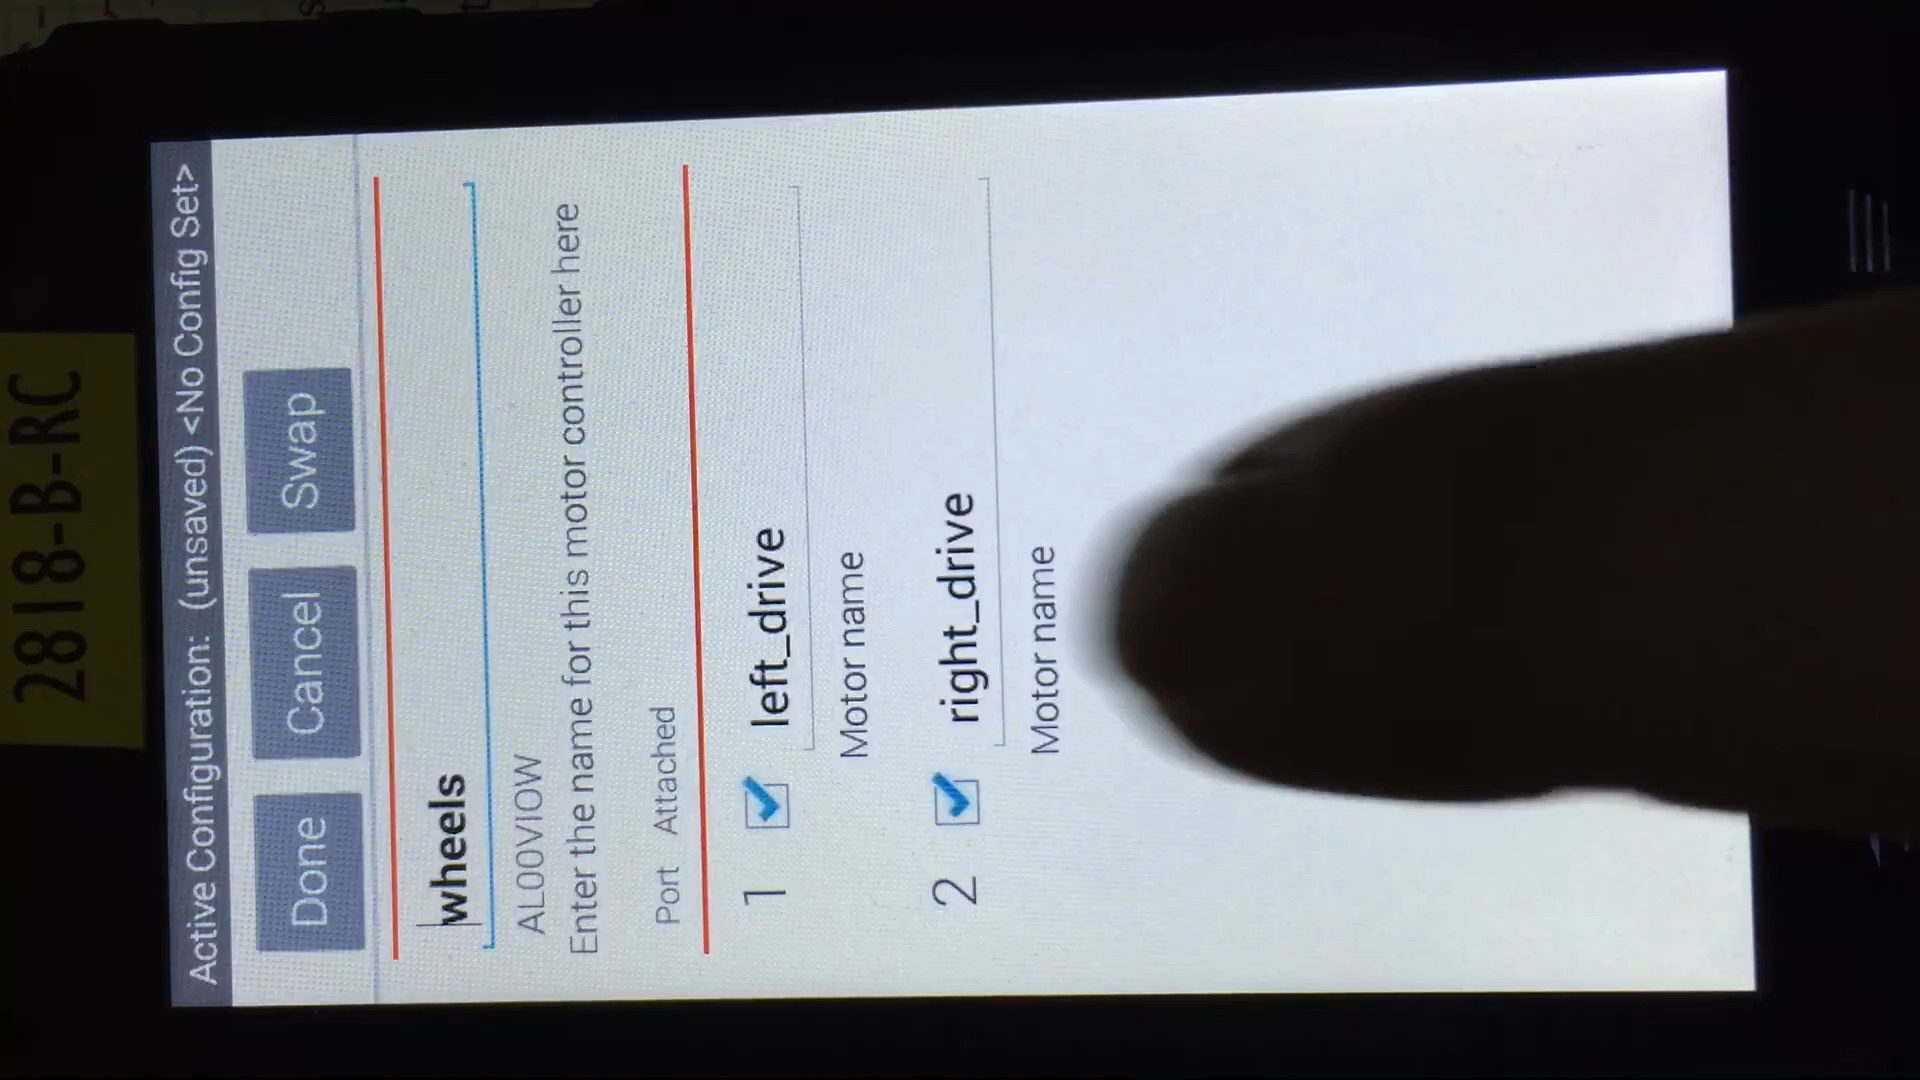 2818-B-RC
Active Configuration: (unsaved) <No Config Set>
Done Cancel Swap
wheels
AL00VIOW
Enter the name for this motor controller here
Port Attached
1 left_drive
Motor name
2 right_drive
Motor name